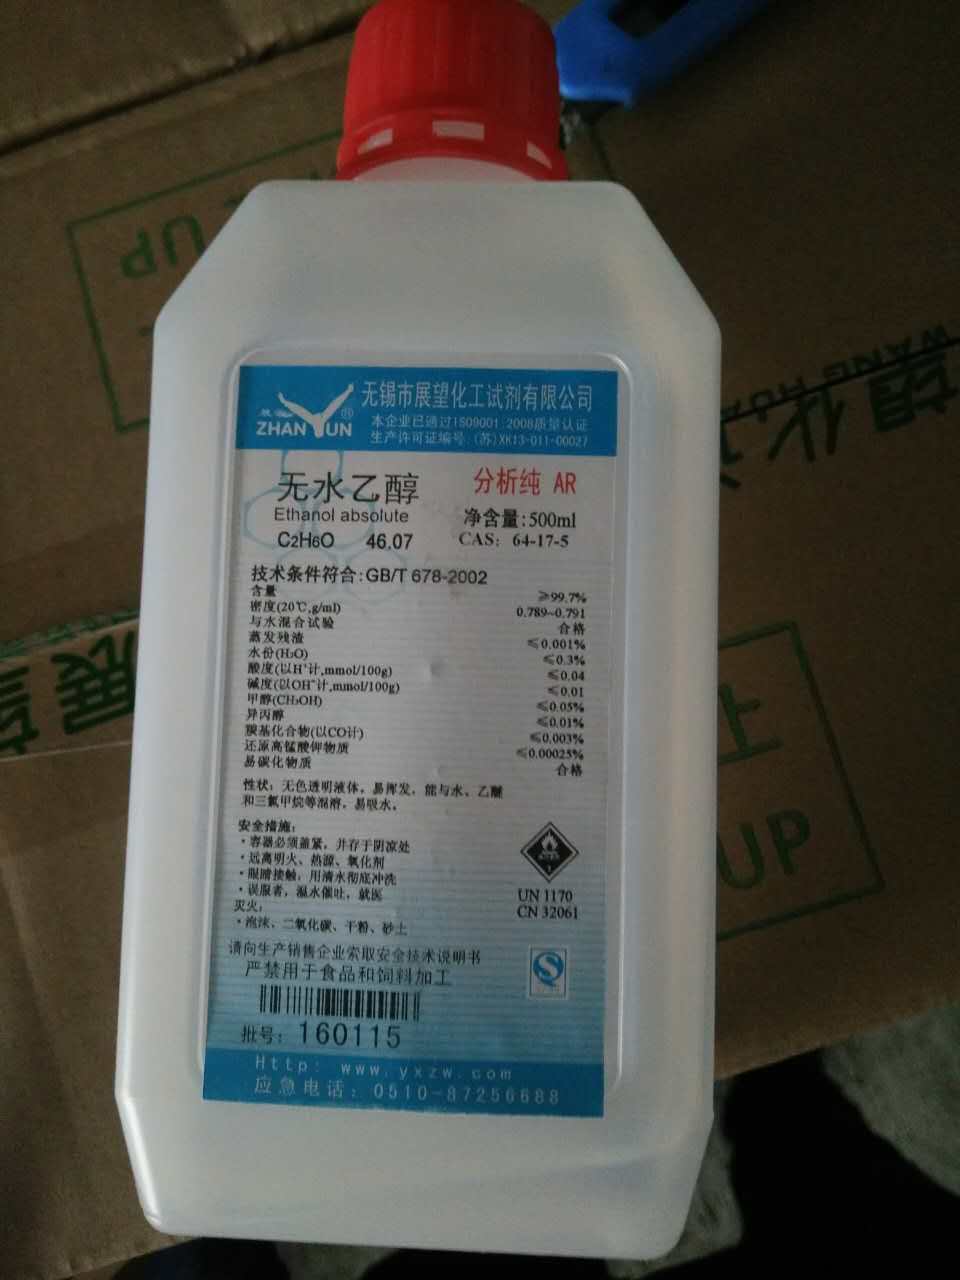 无锡市展望化工试剂有限公司
ZHAN UN ®
本企业已通过ISO9001:2008质量认证
生产许可证编号:(苏)XK13-011-00027
无水乙醇
分析纯 AR
Ethanol absolute
净含量:500ml
C2H6O 46.07
CAS: 64-17-5
技术条件符合:GB/T 678-2002
含量 ≥99.7%
密度(20℃,g/ml) 0.789~0.791
与水混合试验 合格
蒸发残渣 ≤0.001%
水份(H₂O) ≤0.3%
酸度(以H⁺计,mmol/100g) ≤0.04
碱度(以OH⁻计,mmol/100g) ≤0.01
甲醇(CH₃OH) ≤0.05%
异丙醇 ≤0.01%
羰基化合物(以CO计) ≤0.003%
还原高锰酸钾物质 ≤0.00025%
易碳化物质 合格
性状: 无色透明液体。易挥发, 能与水、乙醚
和三氯甲烷等混溶, 易吸水。
安全措施:
·容器必须盖紧, 并存于阴凉处
·远离明火、热源、氧化剂
·眼睛接触, 用清水彻底冲洗
·误服者, 温水催吐, 就医
灭火:
·泡沫、二氧化碳、干粉、砂土
UN 1170
CN 32061
请向生产销售企业索取安全技术说明书
严禁用于食品和饲料加工
批号: 160115
Http: www.yxzw.com
应急电话: 0510-87256688
UP
UP
展望
望化
WANG HUA
上